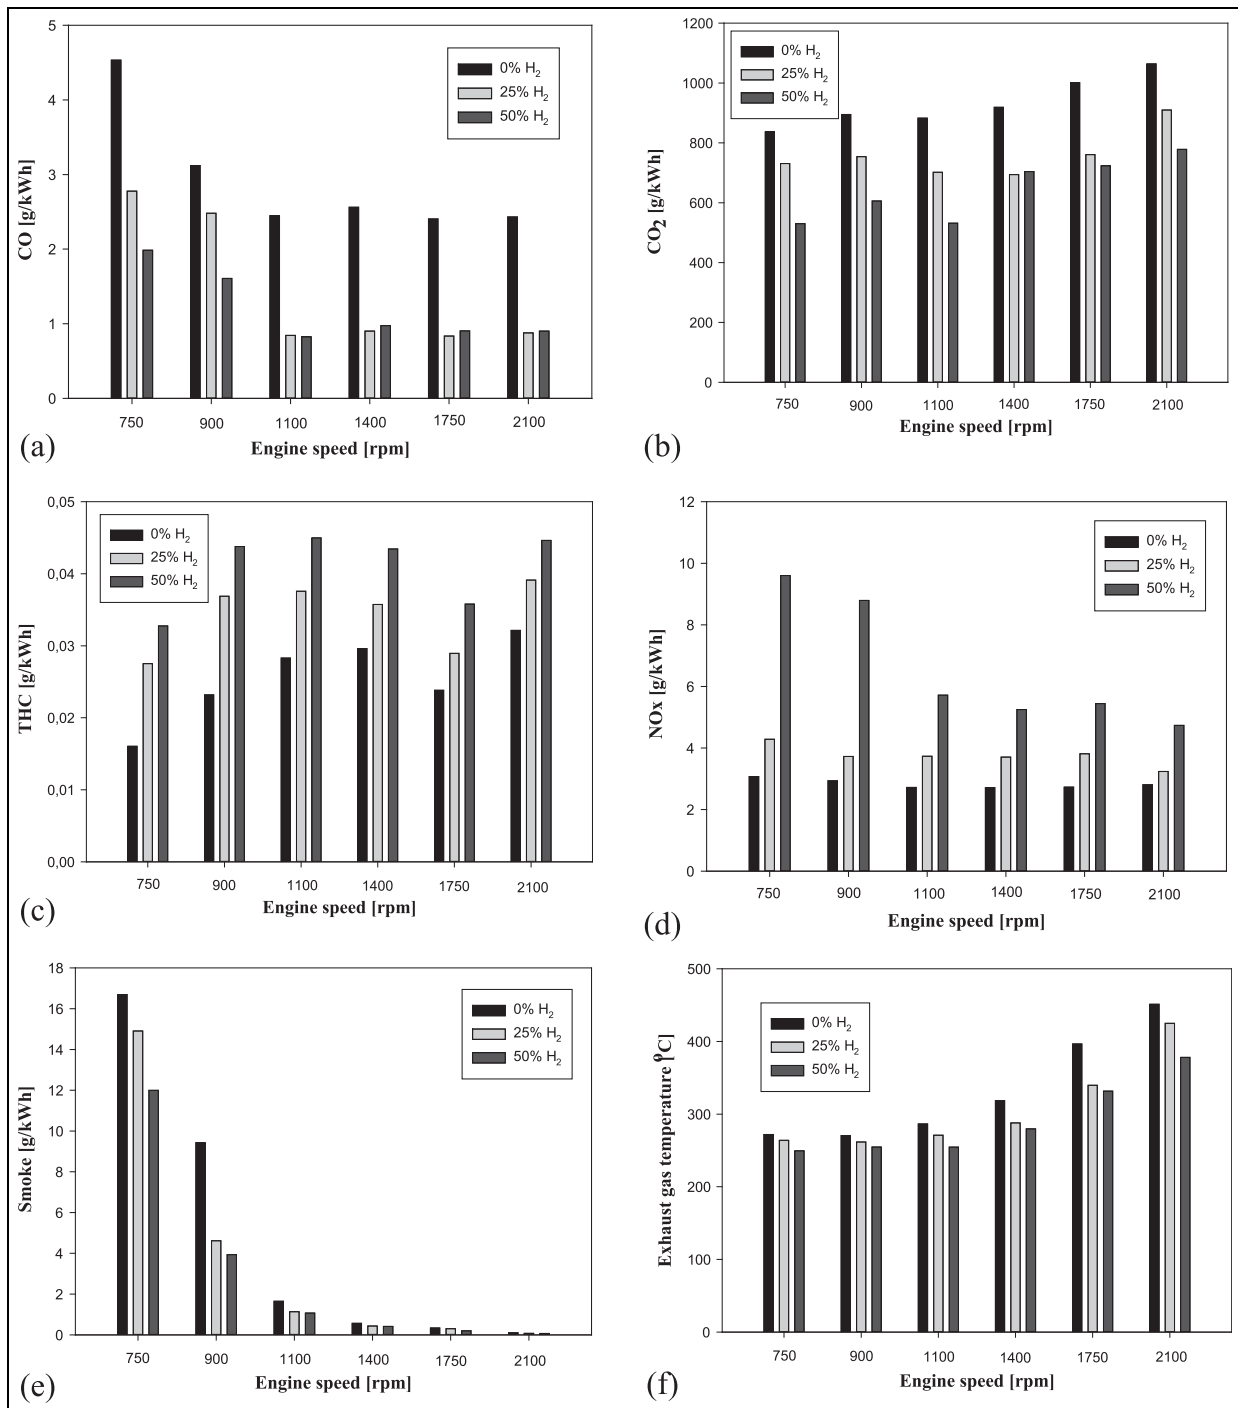 5
4
3
2
1
0
CO [g/kWh]
0% H2
25% H2
50% H2
750 900 1100 1400 1750 2100
Engine speed [rpm]
(a)
1200
1000
800
600
400
200
0
CO2 [g/kWh]
0% H2
25% H2
50% H2
750 900 1100 1400 1750 2100
Engine speed [rpm]
(b)
0,05
0,04
0,03
0,02
0,01
0,00
THC [g/kWh]
0% H2
25% H2
50% H2
750 900 1100 1400 1750 2100
Engine speed [rpm]
(c)
12
10
8
6
4
2
0
NOx [g/kWh]
0% H2
25% H2
50% H2
750 900 1100 1400 1750 2100
Engine speed [rpm]
(d)
18
16
14
12
10
8
6
4
2
0
Smoke [g/kWh]
0% H2
25% H2
50% H2
750 900 1100 1400 1750 2100
Engine speed [rpm]
(e)
500
400
300
200
100
0
Exhaust gas temperature [ºC]
0% H2
25% H2
50% H2
750 900 1100 1400 1750 2100
Engine speed [rpm]
(f)